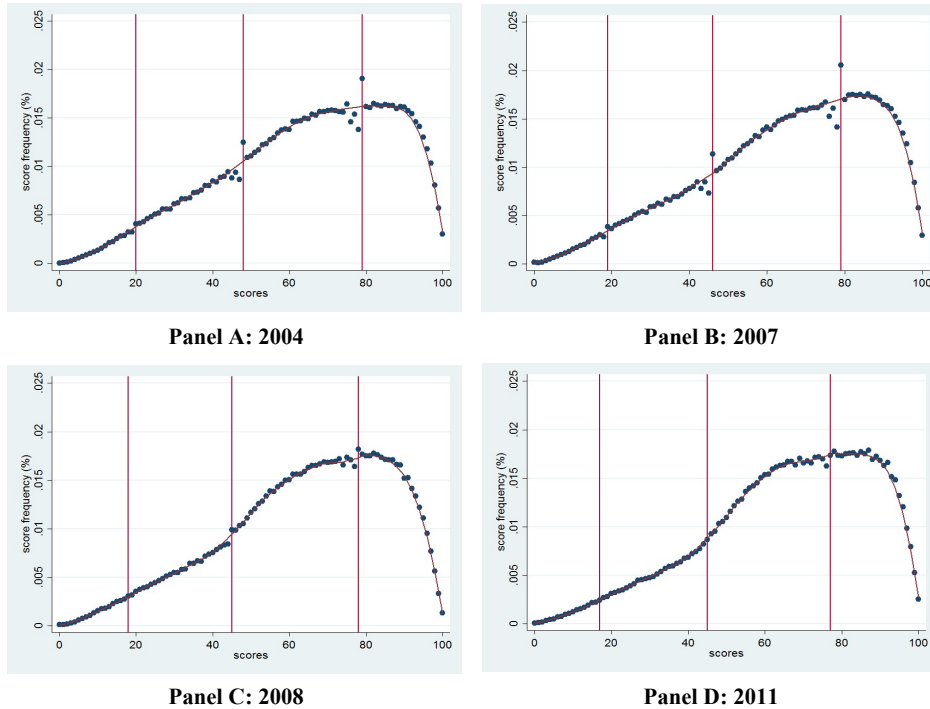 score frequency (%)
0 .005 .01 .015 .02 .025
0 20 40 60 80 100
scores
Panel A: 2004
score frequency (%)
0 .005 .01 .015 .02 .025
0 20 40 60 80 100
scores
Panel B: 2007
score frequency (%)
0 .005 .01 .015 .02 .025
0 20 40 60 80 100
scores
Panel C: 2008
score frequency (%)
0 .005 .01 .015 .02 .025
0 20 40 60 80 100
scores
Panel D: 2011